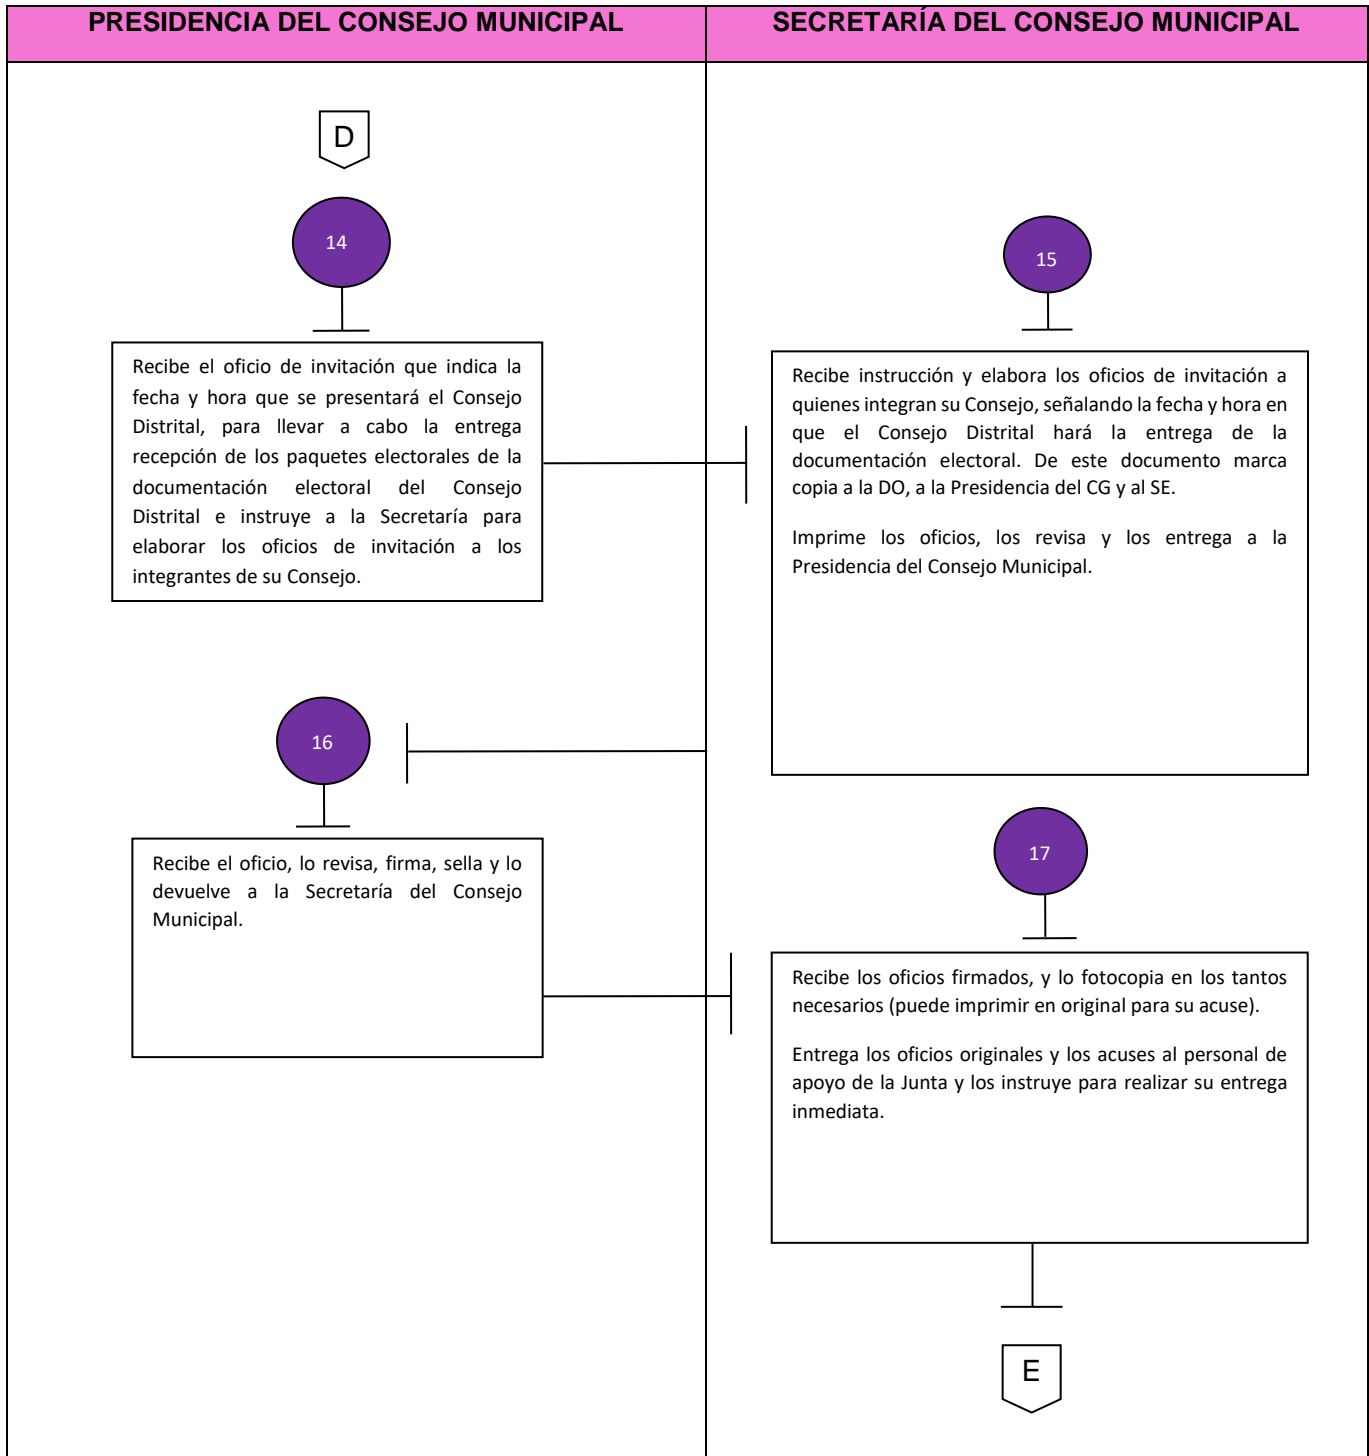 PRESIDENCIA DEL CONSEJO MUNICIPAL
SECRETARÍA DEL CONSEJO MUNICIPAL
D
14
Recibe el oficio de invitación que indica la
fecha y hora que se presentará el Consejo
Distrital, para llevar a cabo la entrega
recepción de los paquetes electorales de la
documentación electoral del Consejo
Distrital e instruye a la Secretaría para
elaborar los oficios de invitación a los
integrantes de su Consejo.
15
Recibe instrucción y elabora los oficios de invitación a
quienes integran su Consejo, señalando la fecha y hora en
que el Consejo Distrital hará la entrega de la
documentación electoral. De este documento marca
copia a la DO, a la Presidencia del CG y al SE.
Imprime los oficios, los revisa y los entrega a la
Presidencia del Consejo Municipal.
16
Recibe el oficio, lo revisa, firma, sella y lo
devuelve a la Secretaría del Consejo
Municipal.
17
Recibe los oficios firmados, y lo fotocopia en los tantos
necesarios (puede imprimir en original para su acuse).
Entrega los oficios originales y los acuses al personal de
apoyo de la Junta y los instruye para realizar su entrega
inmediata.
E